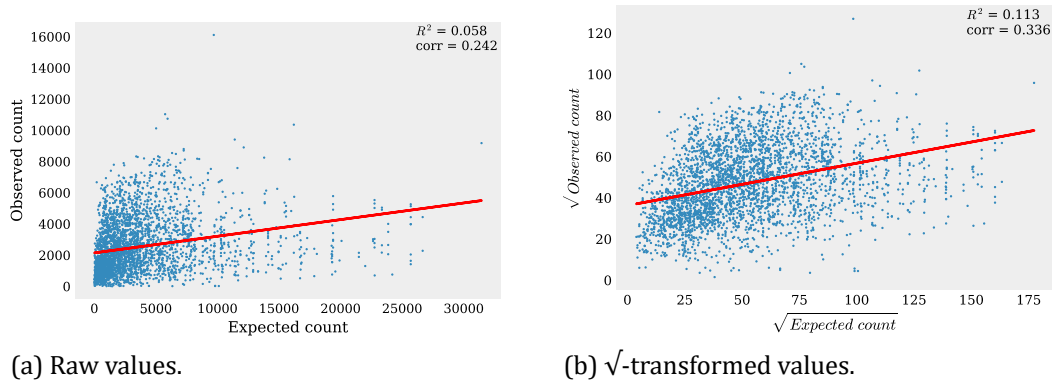 R² = 0.058
corr = 0.242
16000
14000
12000
10000
8000
6000
4000
2000
0
Observed count
0 5000 10000 15000 20000 25000 30000
Expected count
(a) Raw values.
R² = 0.113
corr = 0.336
120
100
80
60
40
20
0
√Observed count
0 25 50 75 100 125 150 175
√Expected count
(b) √-transformed values.